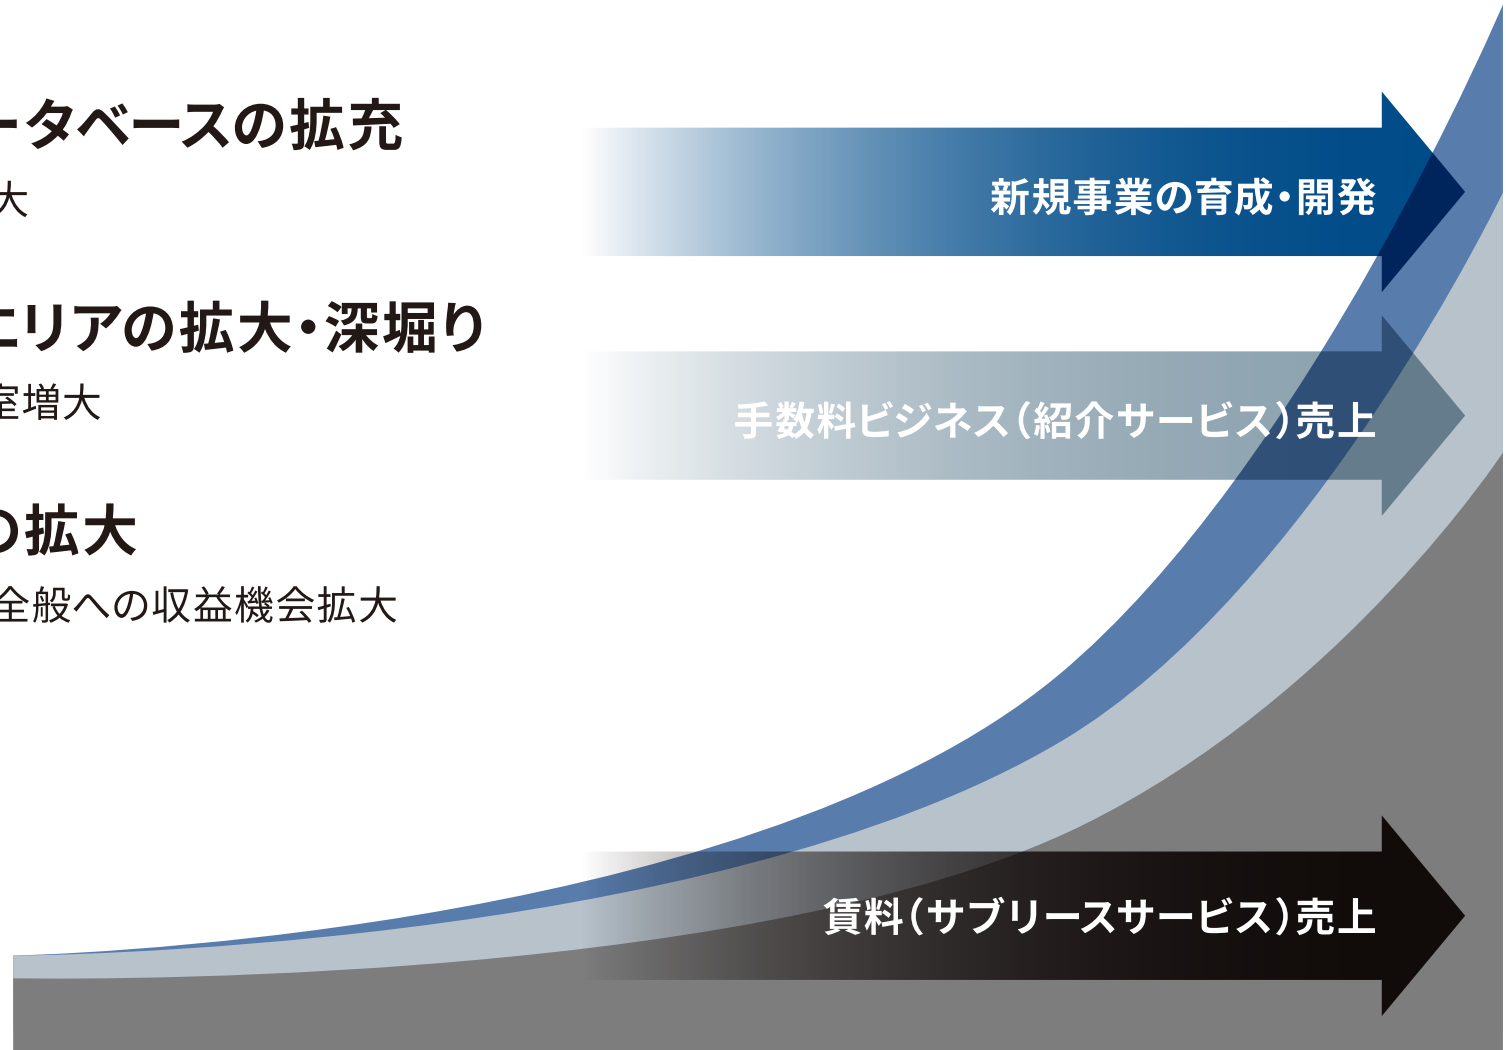 ータベースの拡充
大
新規事業の育成・開発
エリアの拡大・深堀り
室増大
手数料ビジネス（紹介サービス）売上
の拡大
全般への収益機会拡大
賃料（サブリースサービス）売上